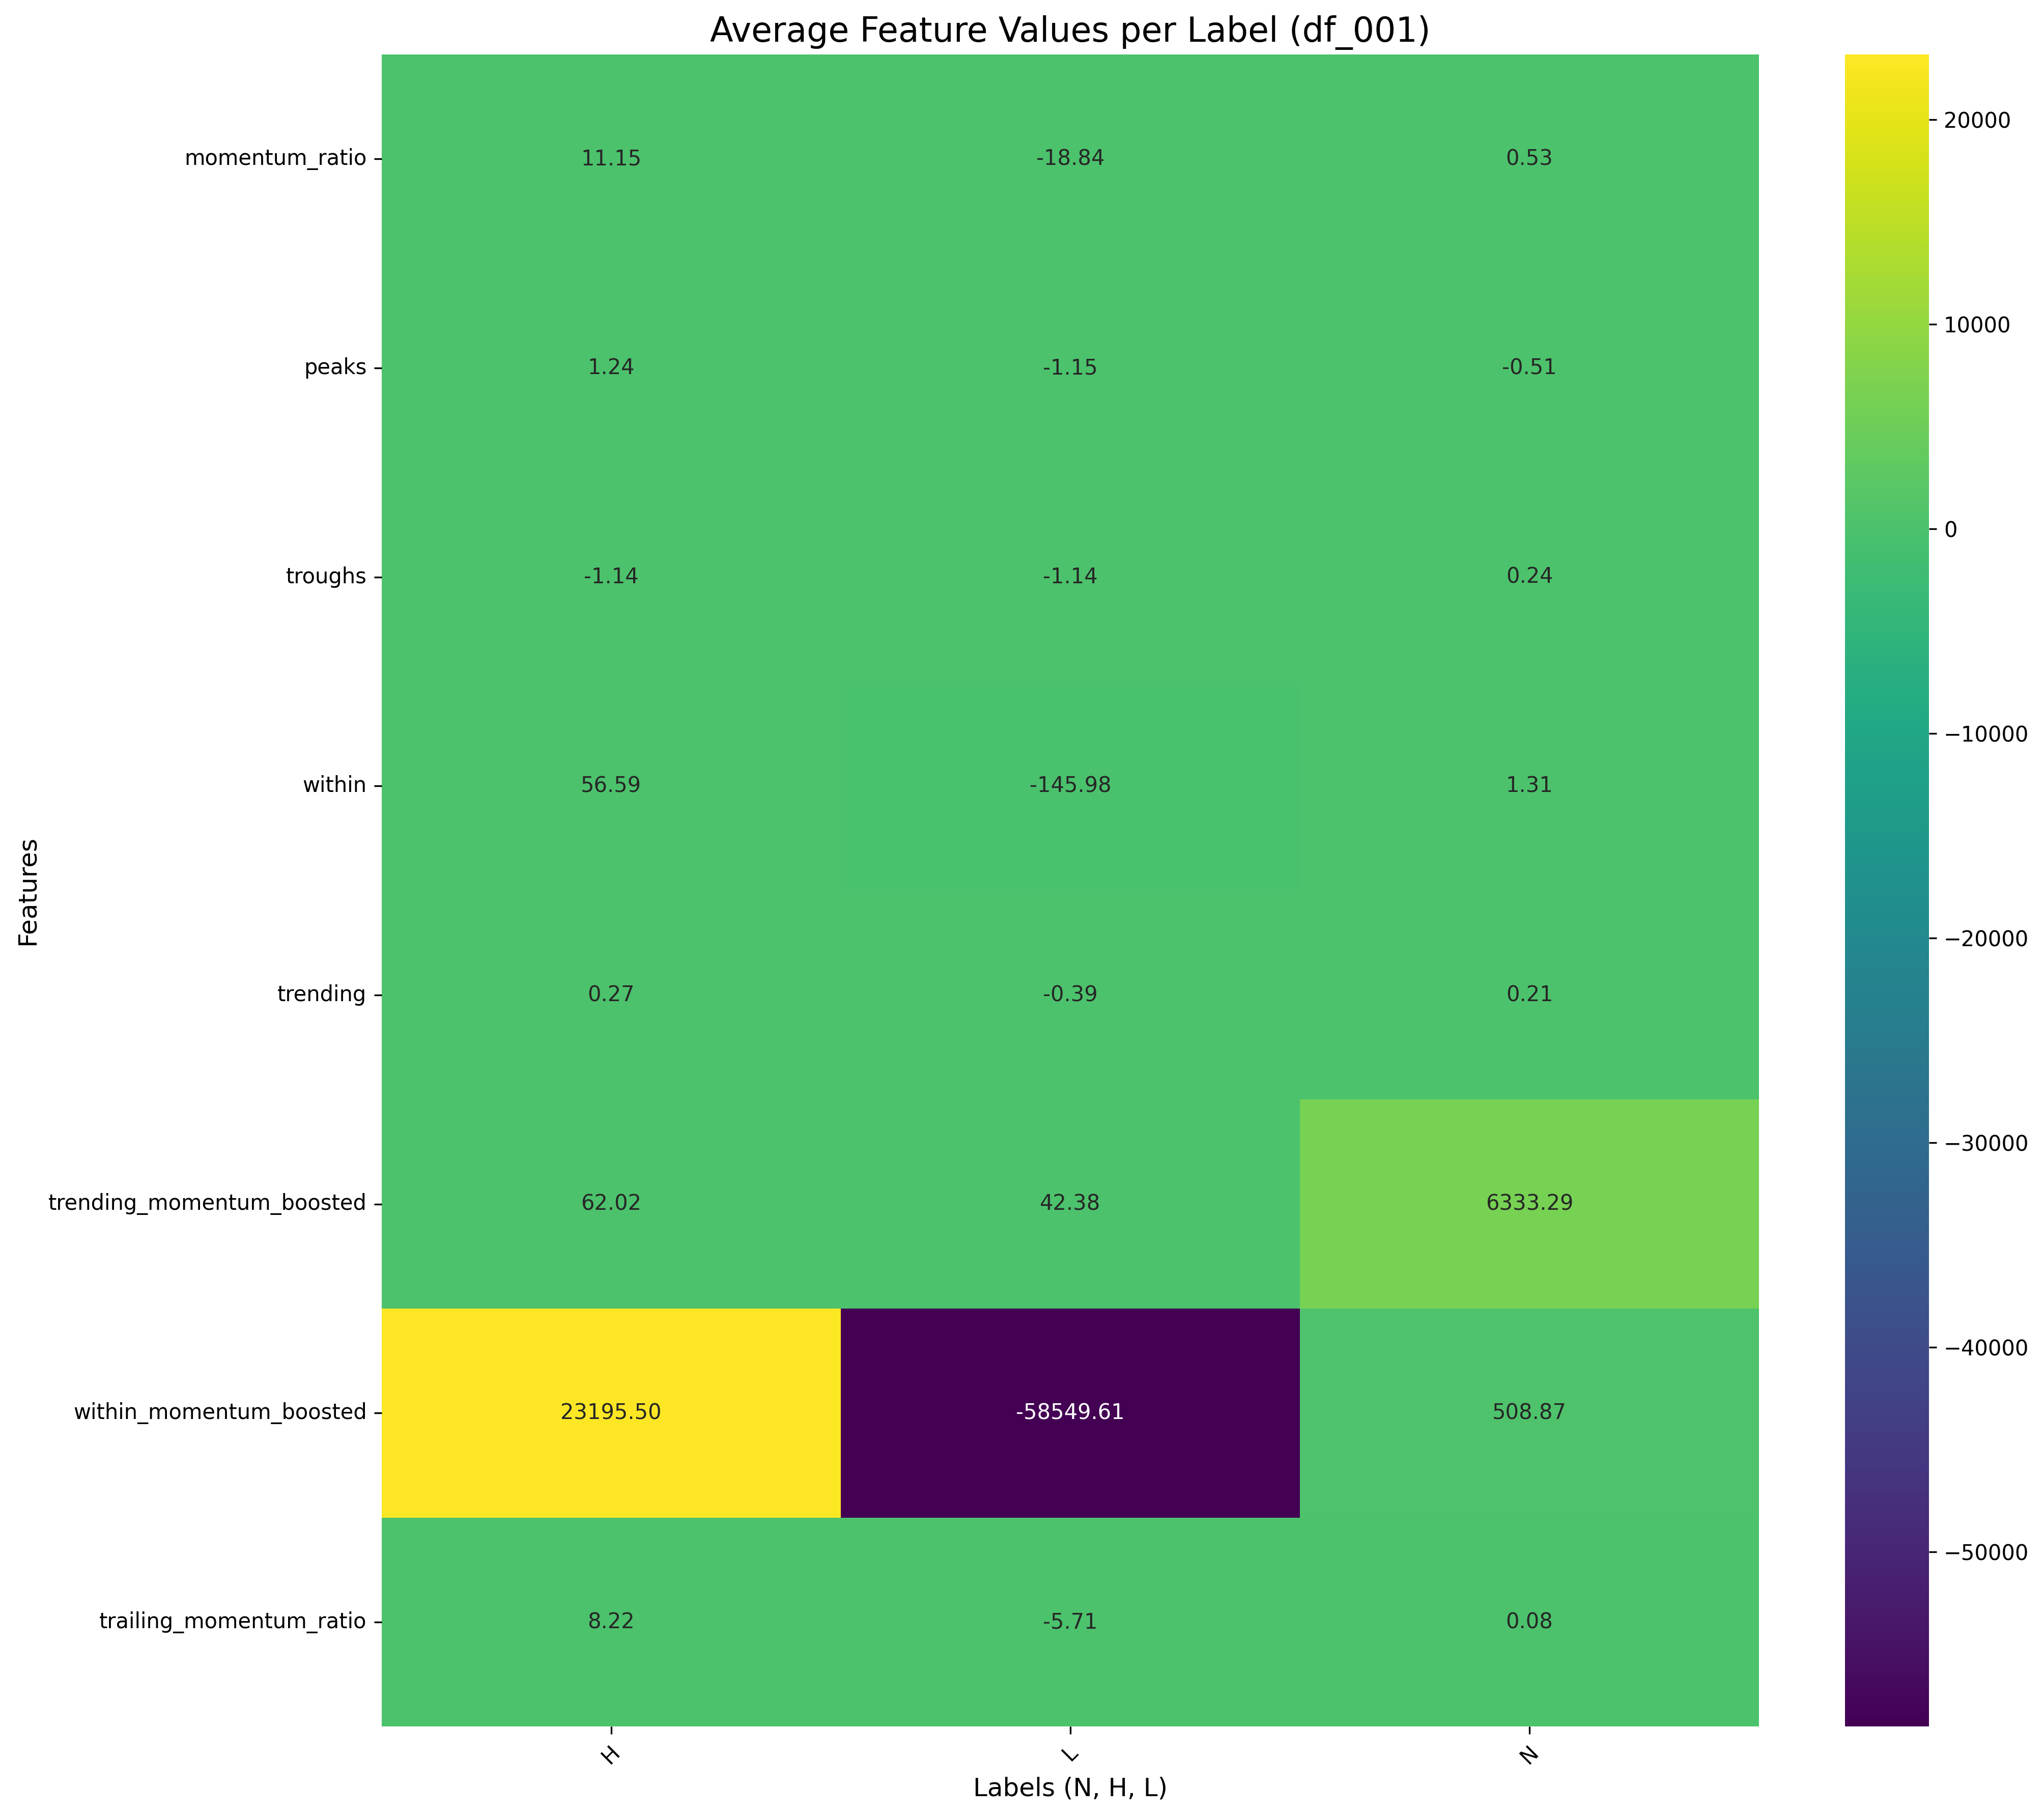 Average Feature Values per Label (df_001)
Features
momentum_ratio 11.15 -18.84 0.53
peaks 1.24 -1.15 -0.51
troughs -1.14 -1.14 0.24
within 56.59 -145.98 1.31
trending 0.27 -0.39 0.21
trending_momentum_boosted 62.02 42.38 6333.29
within_momentum_boosted 23195.50 -58549.61 508.87
trailing_momentum_ratio 8.22 -5.71 0.08
H L N
Labels (N, H, L)
20000
10000
0
−10000
−20000
−30000
−40000
−50000